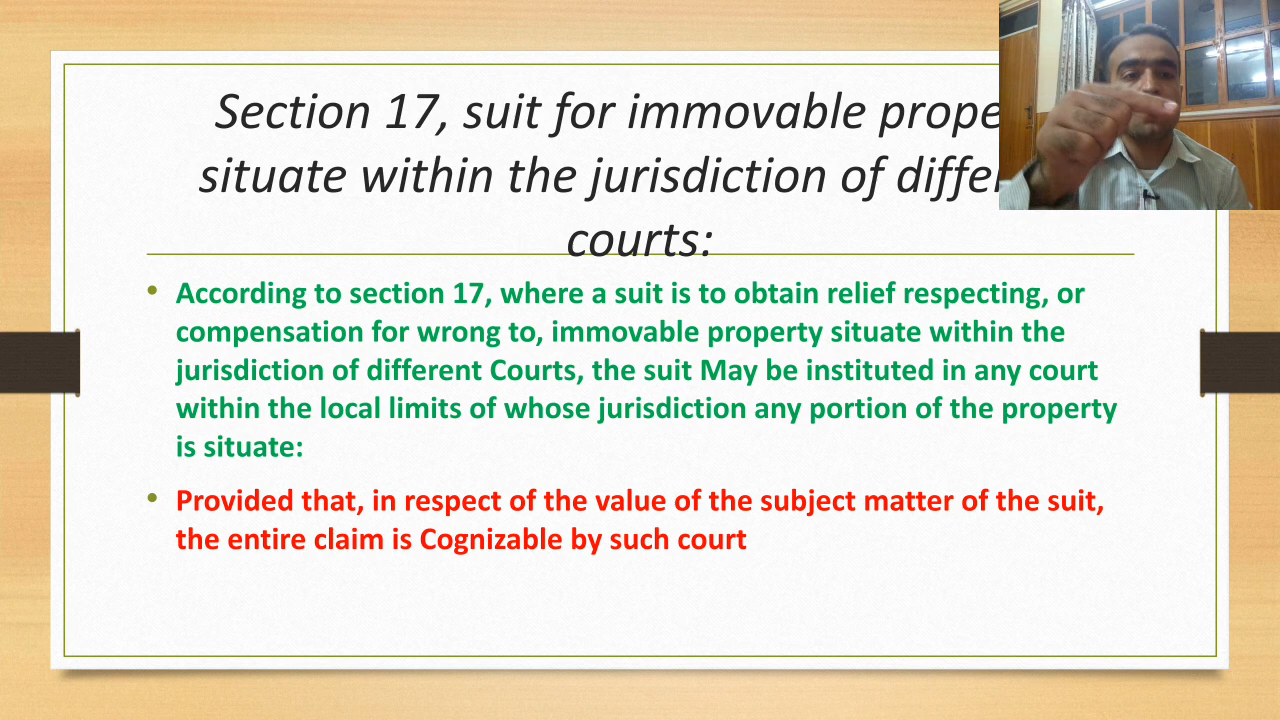 Section 17, suit for immovable
situate within the jurisdiction of
courts:
• According to section 17, where a suit is to obtain relief respecting, or
compensation for wrong to, immovable property situate within the
jurisdiction of different Courts, the suit May be instituted in any court
within the local limits of whose jurisdiction any portion of the property
is situate:
• Provided that, in respect of the value of the subject matter of the suit,
the entire claim is Cognizable by such court